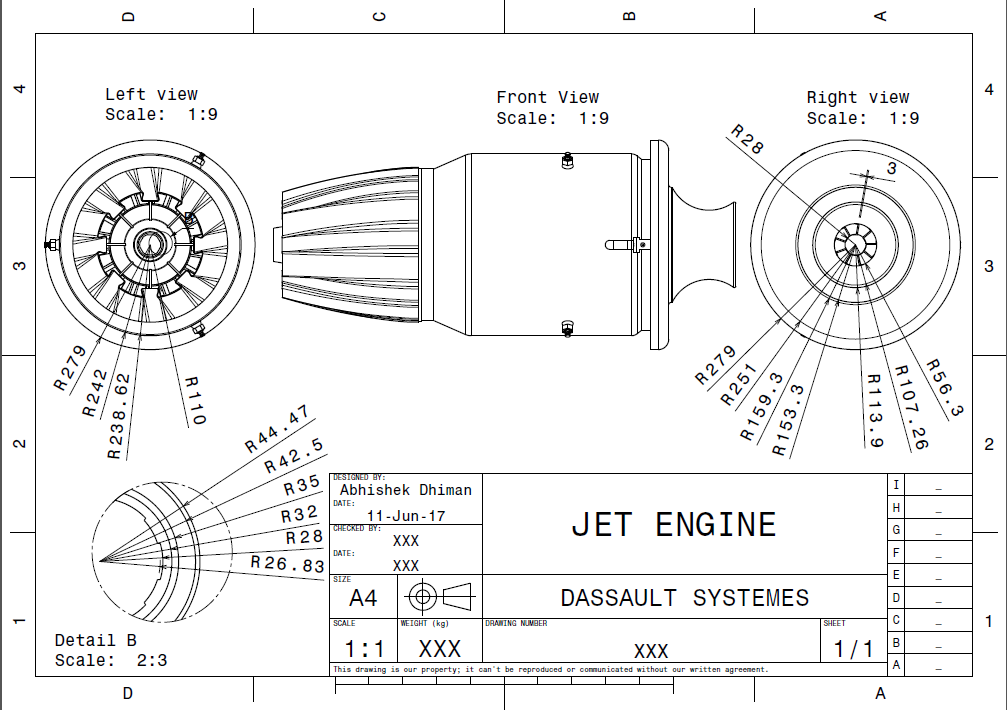 D
C
B
A
4
4
3
3
2
2
1
1
Left view
Scale: 1:9
Front View
Scale: 1:9
Right view
Scale: 1:9
B
R279
R242
R238.62
R110
R28
3
R279
R251
R159.3
R153.3
R113.9
R107.26
R56.3
R44.47
R42.5
R35
R32
R28
R26.83
Detail B
Scale: 2:3
DESIGNED BY:
Abhishek Dhiman
DATE:
11-Jun-17
CHECKED BY:
XXX
DATE:
XXX
SIZE
A4
JET ENGINE
DASSAULT SYSTEMES
SCALE
1:1
WEIGHT (kg)
XXX
DRAWING NUMBER
XXX
SHEET
1/1
This drawing is our property; it can't be reproduced or communicated without our written agreement.
I _
H _
G _
F _
E _
D _
C _
B _
A _
D
A